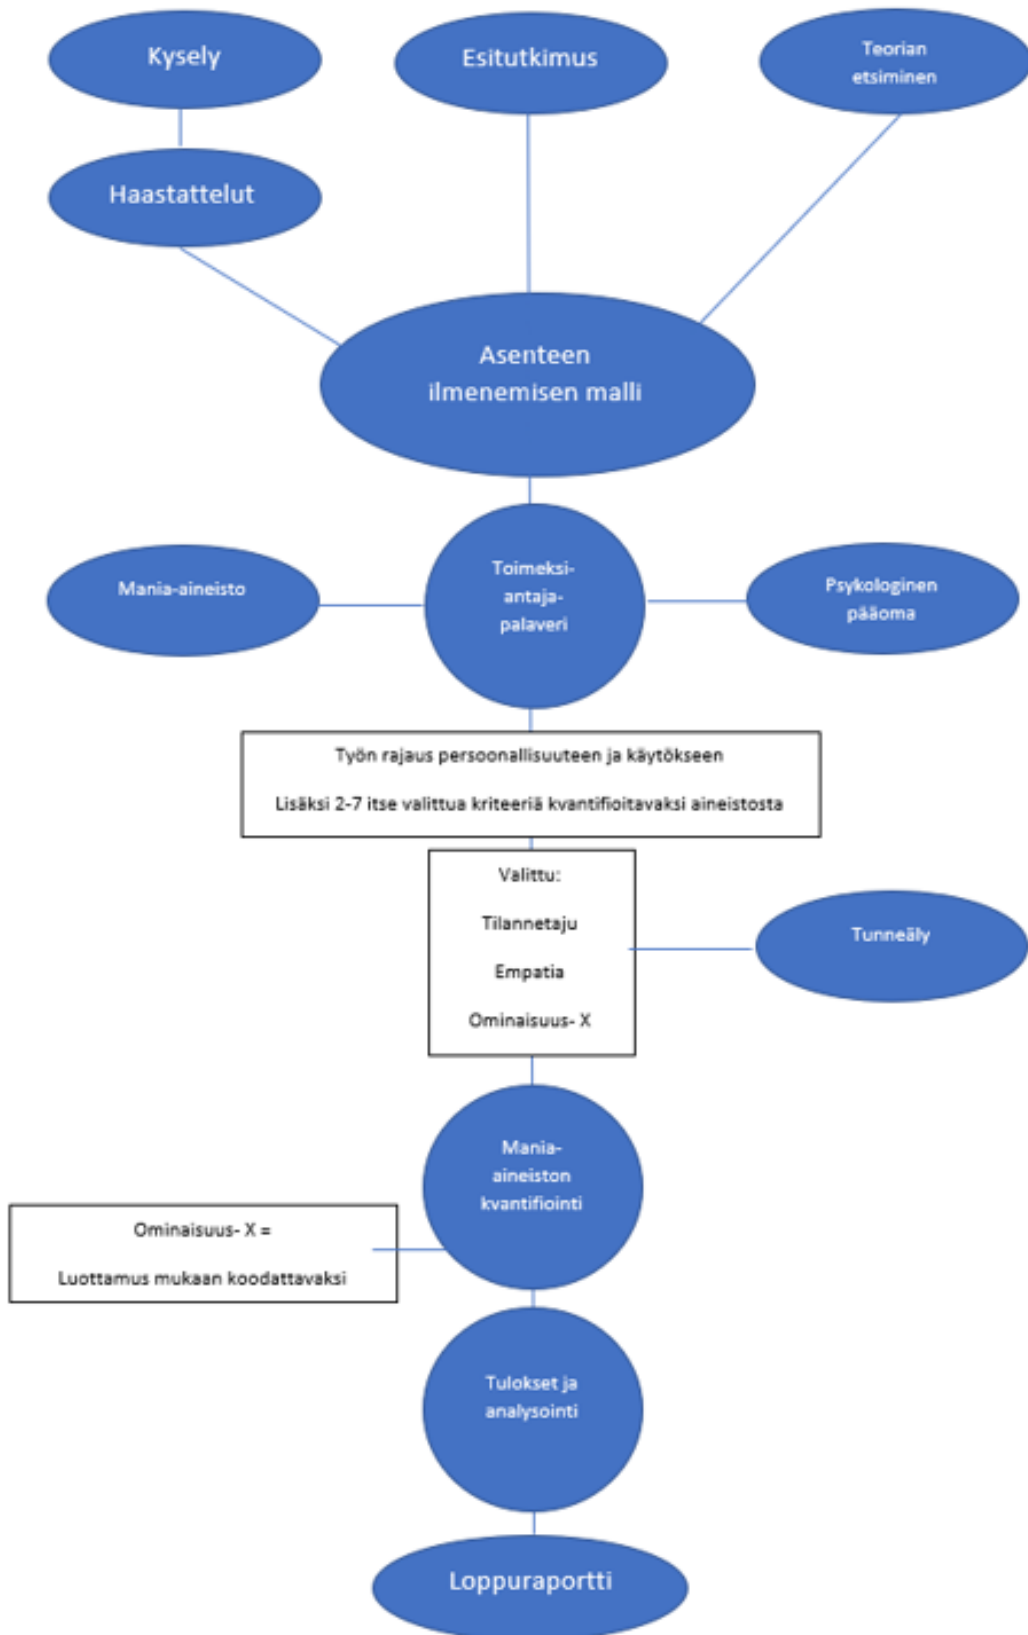 Kysely
Esitutkimus
Teorian
etsiminen
Haastattelut
Asenteen
ilmenemisen malli
Mania-aineisto
Toimeksi-
antaja-
palaveri
Psykologinen
pääoma
Työn rajaus persoonallisuuteen ja käytökseen
Lisäksi 2-7 itse valittua kriteeriä kvantifioitavaksi aineistosta
Valittu:
Tilannetaju
Empatia
Ominaisuus- X
Tunneäly
Mania-
aineiston
kvantifiointi
Ominaisuus- X =
Luottamus mukaan koodattavaksi
Tulokset ja
analysointi
Loppuraportti